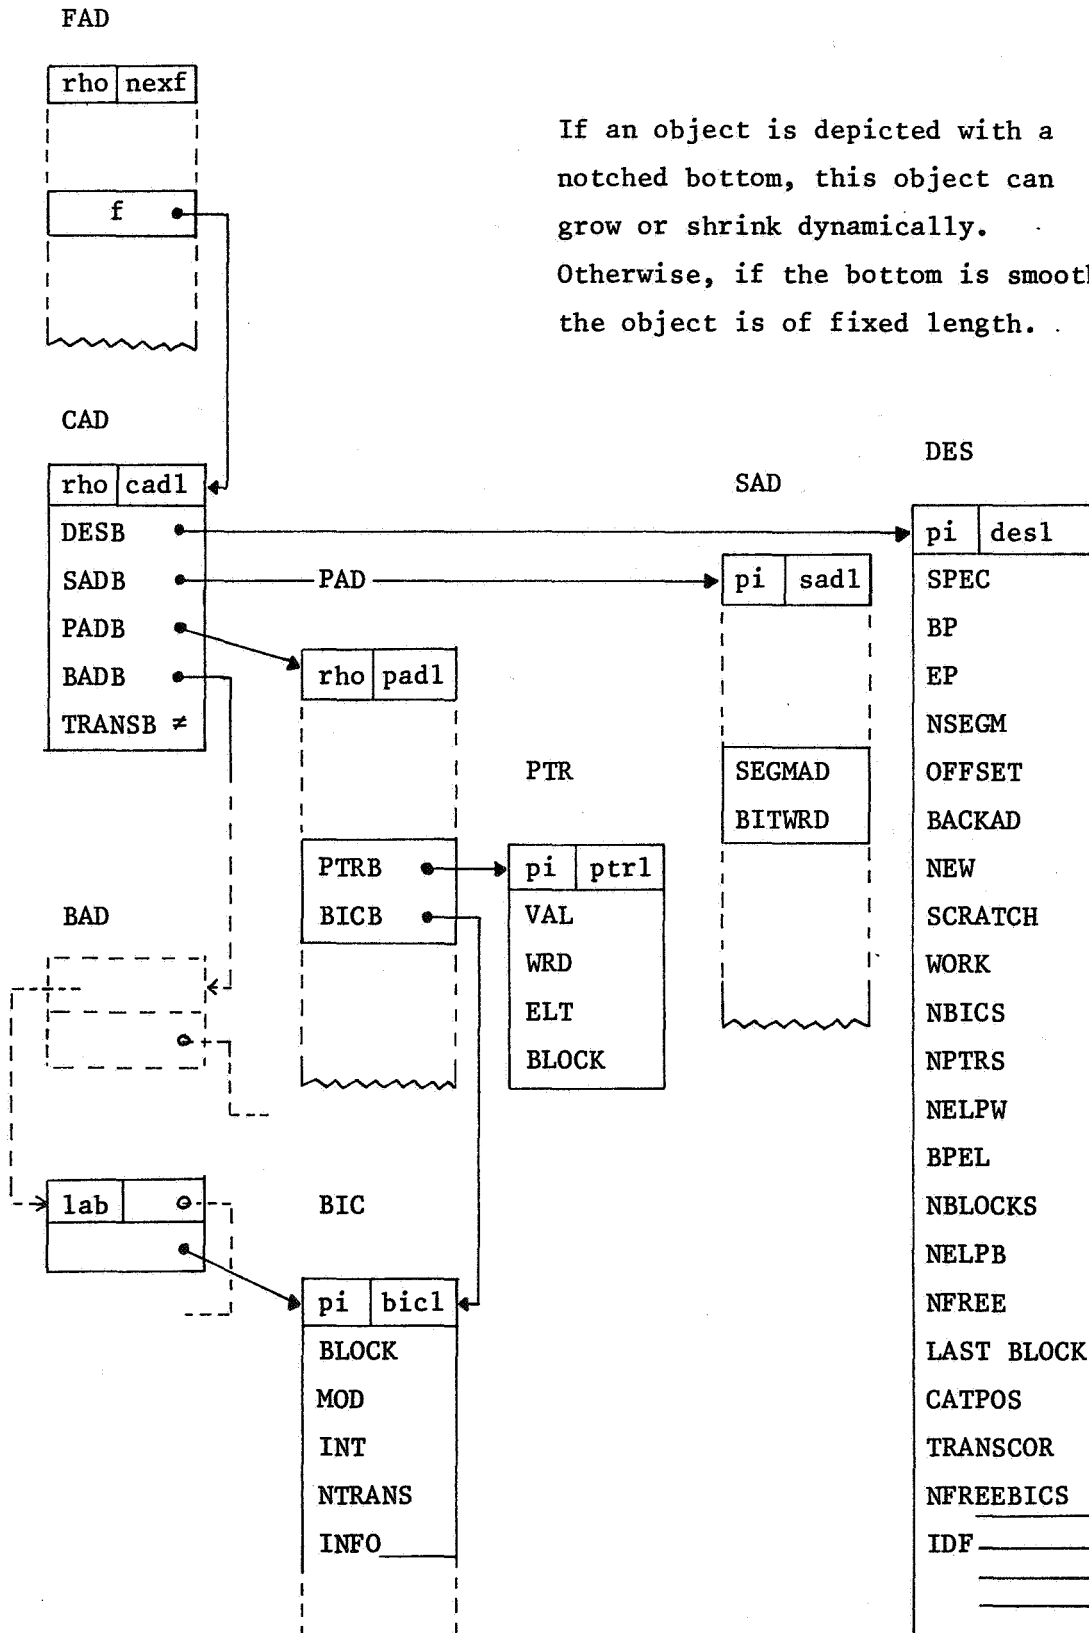 FAD
rho nexf
f
If an object is depicted with a
notched bottom, this object can
grow or shrink dynamically.
Otherwise, if the bottom is smooth
the object is of fixed length.
CAD
rho cadl
DESB
SADB
PADB
BADB
TRANSB ≠
PAD
rho padl
PTRB
BICB
SAD
pi sadl
SEGMAD
BITWRD
PTR
pi ptrl
VAL
WRD
ELT
BLOCK
BAD
lab
BIC
pi bicl
BLOCK
MOD
INT
NTRANS
INFO
DES
pi desl
SPEC
BP
EP
NSEGM
OFFSET
BACKAD
NEW
SCRATCH
WORK
NBICS
NPTRS
NELPW
BPEL
NBLOCKS
NELPB
NFREE
LAST BLOCK
CATPOS
TRANSCOR
NFREEBICS
IDF